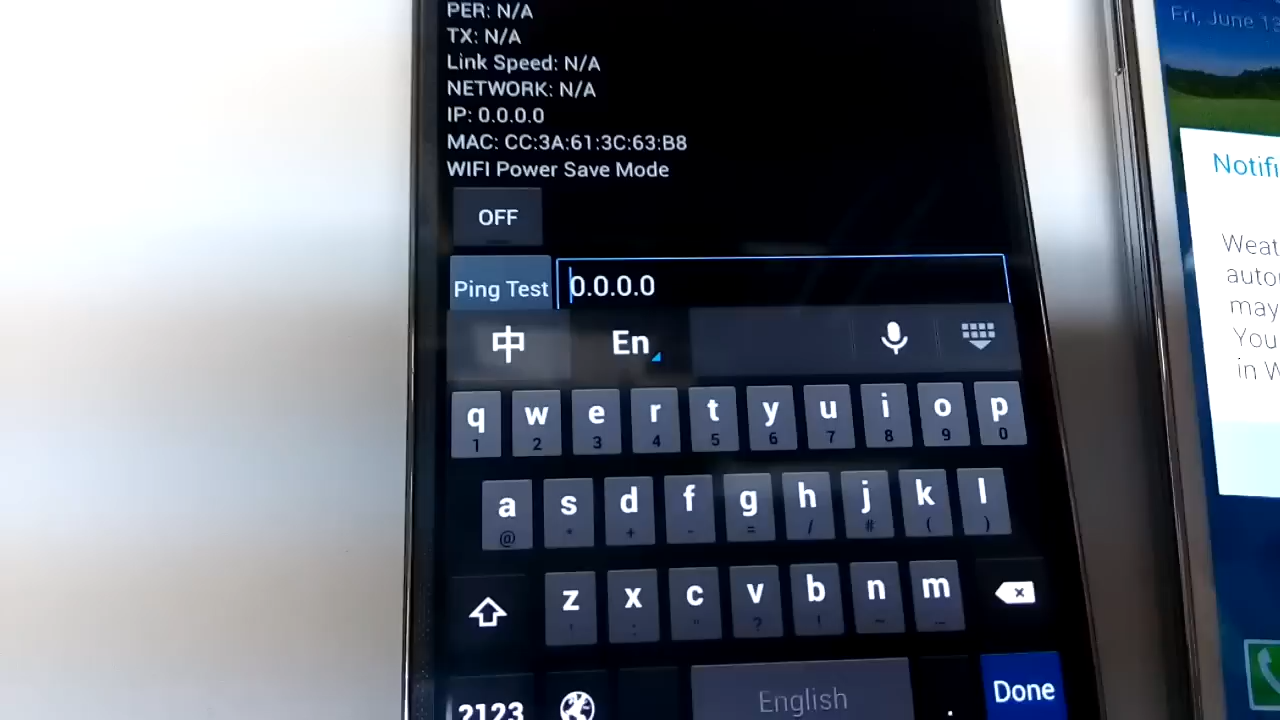 PER: N/A
TX: N/A
Link Speed: N/A
NETWORK: N/A
IP: 0.0.0.0
MAC: CC:3A:61:3C:63:B8
WIFI Power Save Mode
OFF
Ping Test 0.0.0.0
中 En
q w e r t y u i o p
1 2 3 4 5 6 7 8 9 0
a s d f g h j k l
@ * + - = / # ( )
z x c v b n m
' : " ? ! ~
?123 English . Done
Fri, June 13
Notifi
Weat
auto
may
You
in W